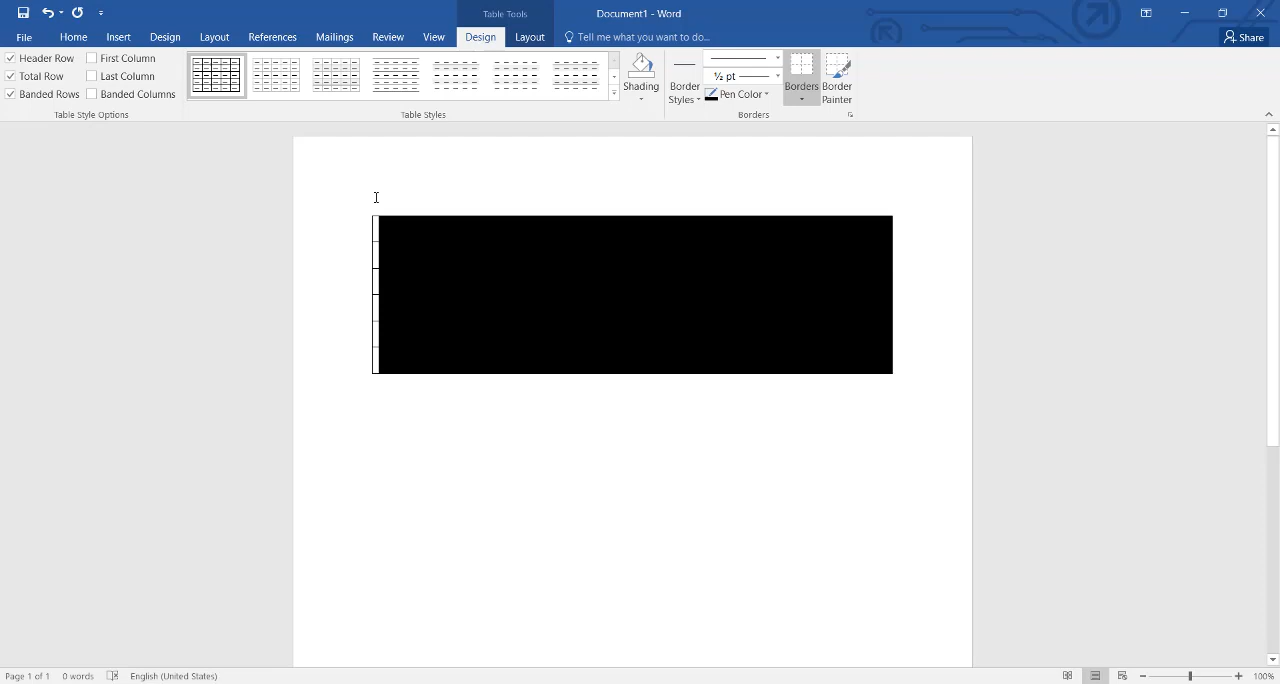 Table Tools
Document1 - Word
File Home Insert Design Layout References Mailings Review View Design Layout Tell me what you want to do... Share
Header Row First Column
Total Row Last Column
Banded Rows Banded Columns
Table Style Options
Table Styles
Shading
Border Styles
½ pt
Pen Color
Borders
Border Painter
Borders
Page 1 of 1 0 words English (United States) 100%